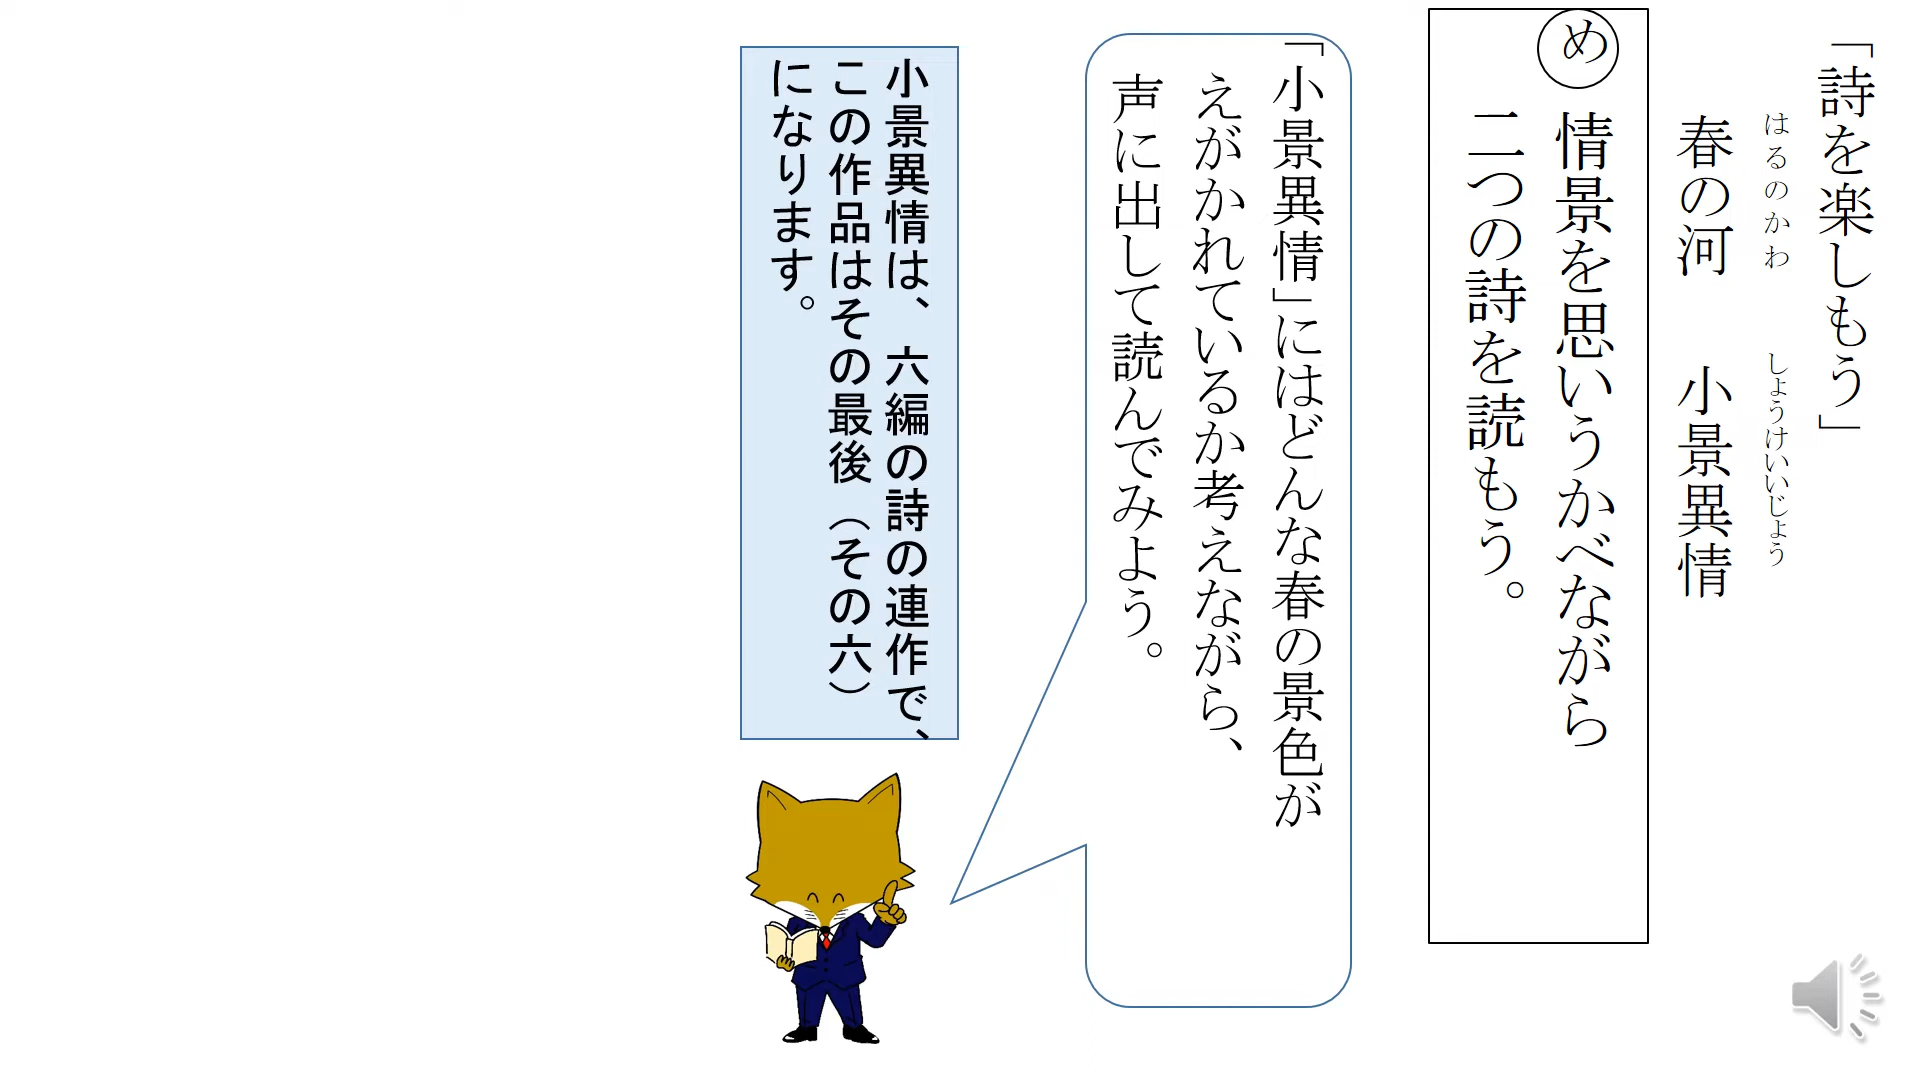 「詩を楽しもう」
はるのかわ　しょうけいいじょう
春の河　小景異情
め
情景を思いうかべながら
二つの詩を読もう。
「小景異情」にはどんな春の景色が
えがかれているか考えながら、
声に出して読んでみよう。
小景異情は、六編の詩の連作で、
この作品はその最後（その六）
になります。